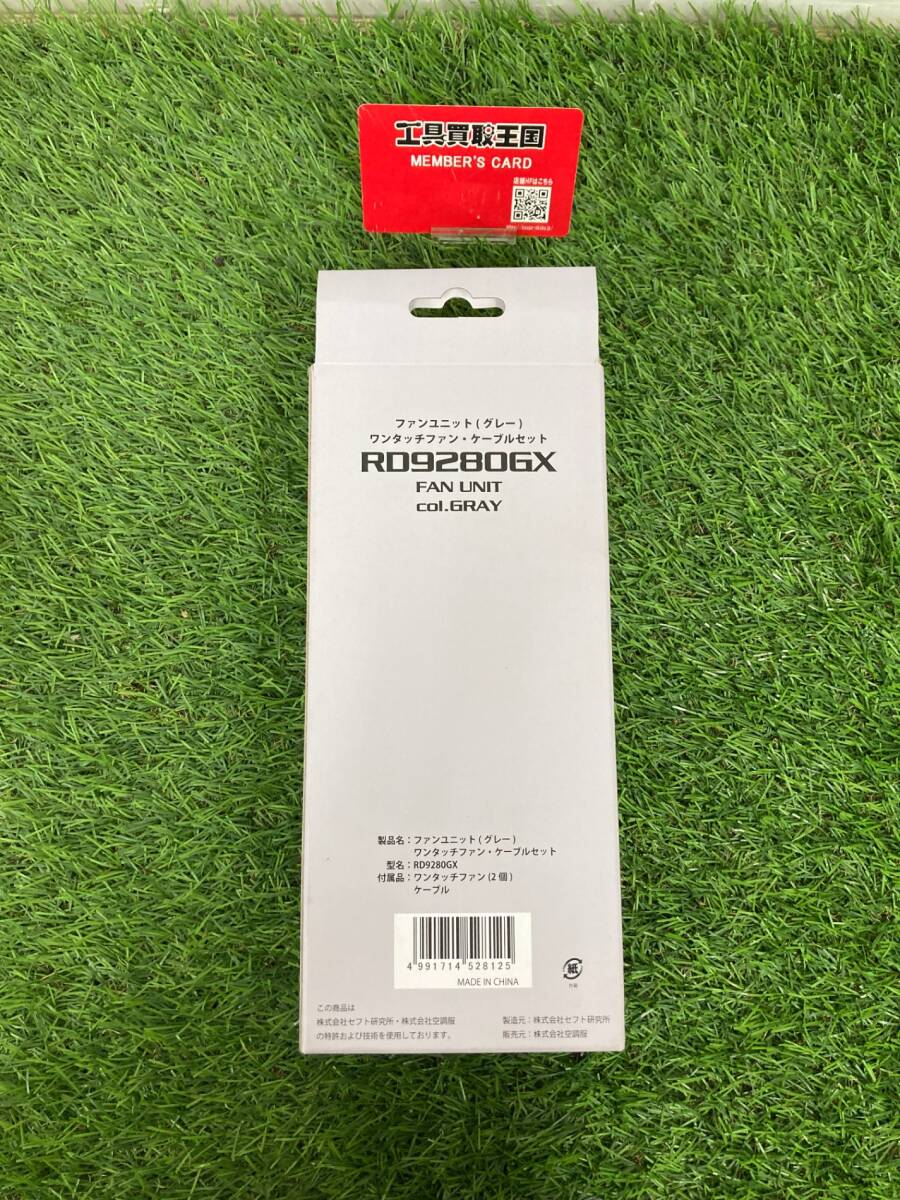 工具買取王国
MEMBER'S CARD
店舗HPはこちら
ファンユニット(グレー)
ワンタッチファン・ケーブルセット
RD9280GX
FAN UNIT
col.GRAY
製品名：ファンユニット(グレー)
ワンタッチファン・ケーブルセット
型名：RD9280GX
付属品：ワンタッチファン(2個)
ケーブル
4 991714 528125
MADE IN CHINA
紙
外箱
この商品は
株式会社セフト研究所・株式会社空調服
の特許および技術を使用しております。
製造元：株式会社セフト研究所
販売元：株式会社空調服